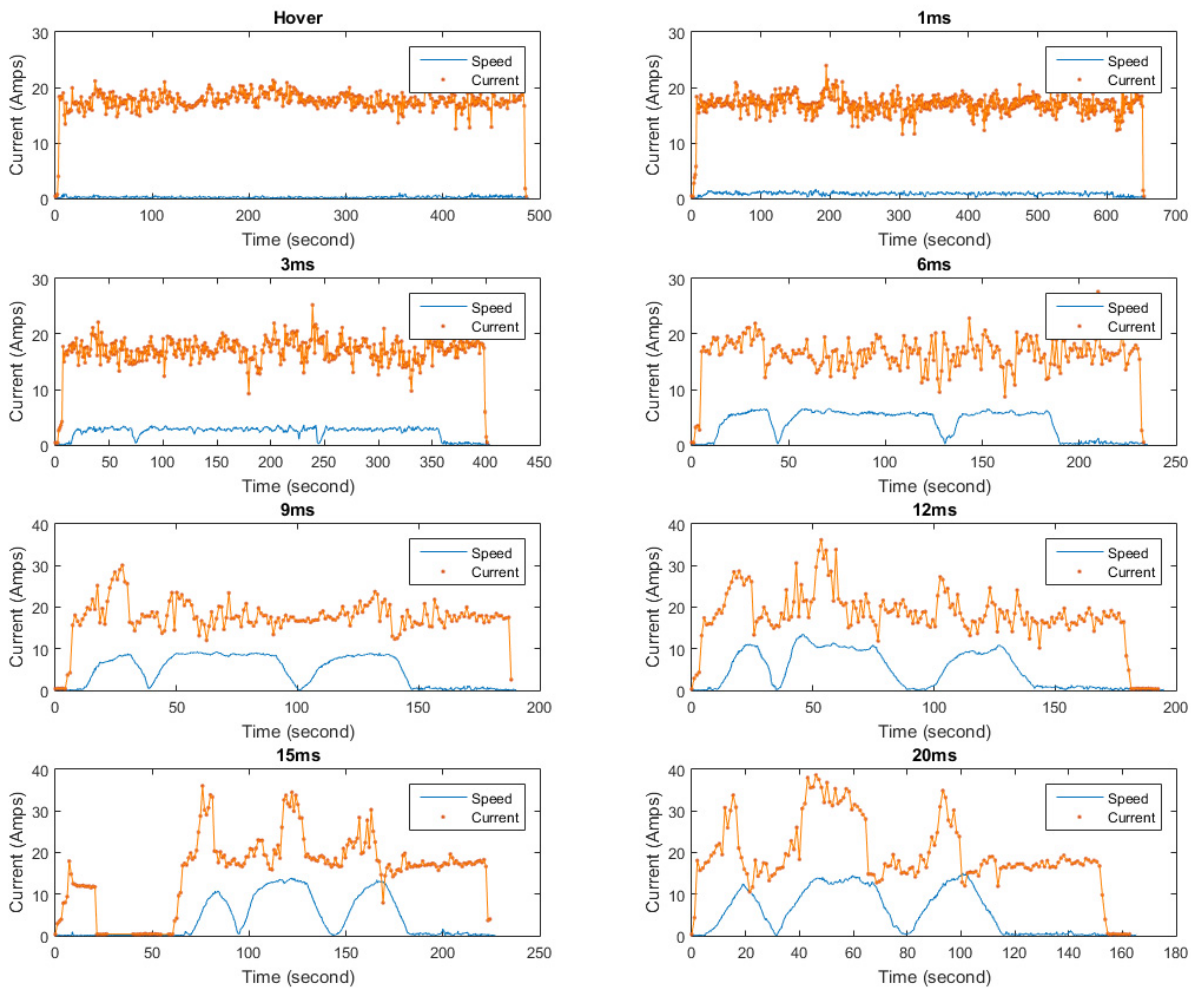 Hover
30
20
10
0
Current (Amps)
Speed
Current
0 100 200 300 400 500
Time (second)
1ms
30
20
10
0
Current (Amps)
Speed
Current
0 100 200 300 400 500 600 700
Time (second)
3ms
30
20
10
0
Current (Amps)
Speed
Current
0 50 100 150 200 250 300 350 400 450
Time (second)
6ms
30
20
10
0
Current (Amps)
Speed
Current
0 50 100 150 200 250
Time (second)
9ms
40
30
20
10
0
Current (Amps)
Speed
Current
0 50 100 150 200
Time (second)
12ms
40
30
20
10
0
Current (Amps)
Speed
Current
0 50 100 150 200
Time (second)
15ms
40
30
20
10
0
Current (Amps)
Speed
Current
0 50 100 150 200 250
Time (second)
20ms
40
30
20
10
0
Current (Amps)
Speed
Current
0 20 40 60 80 100 120 140 160 180
Time (second)